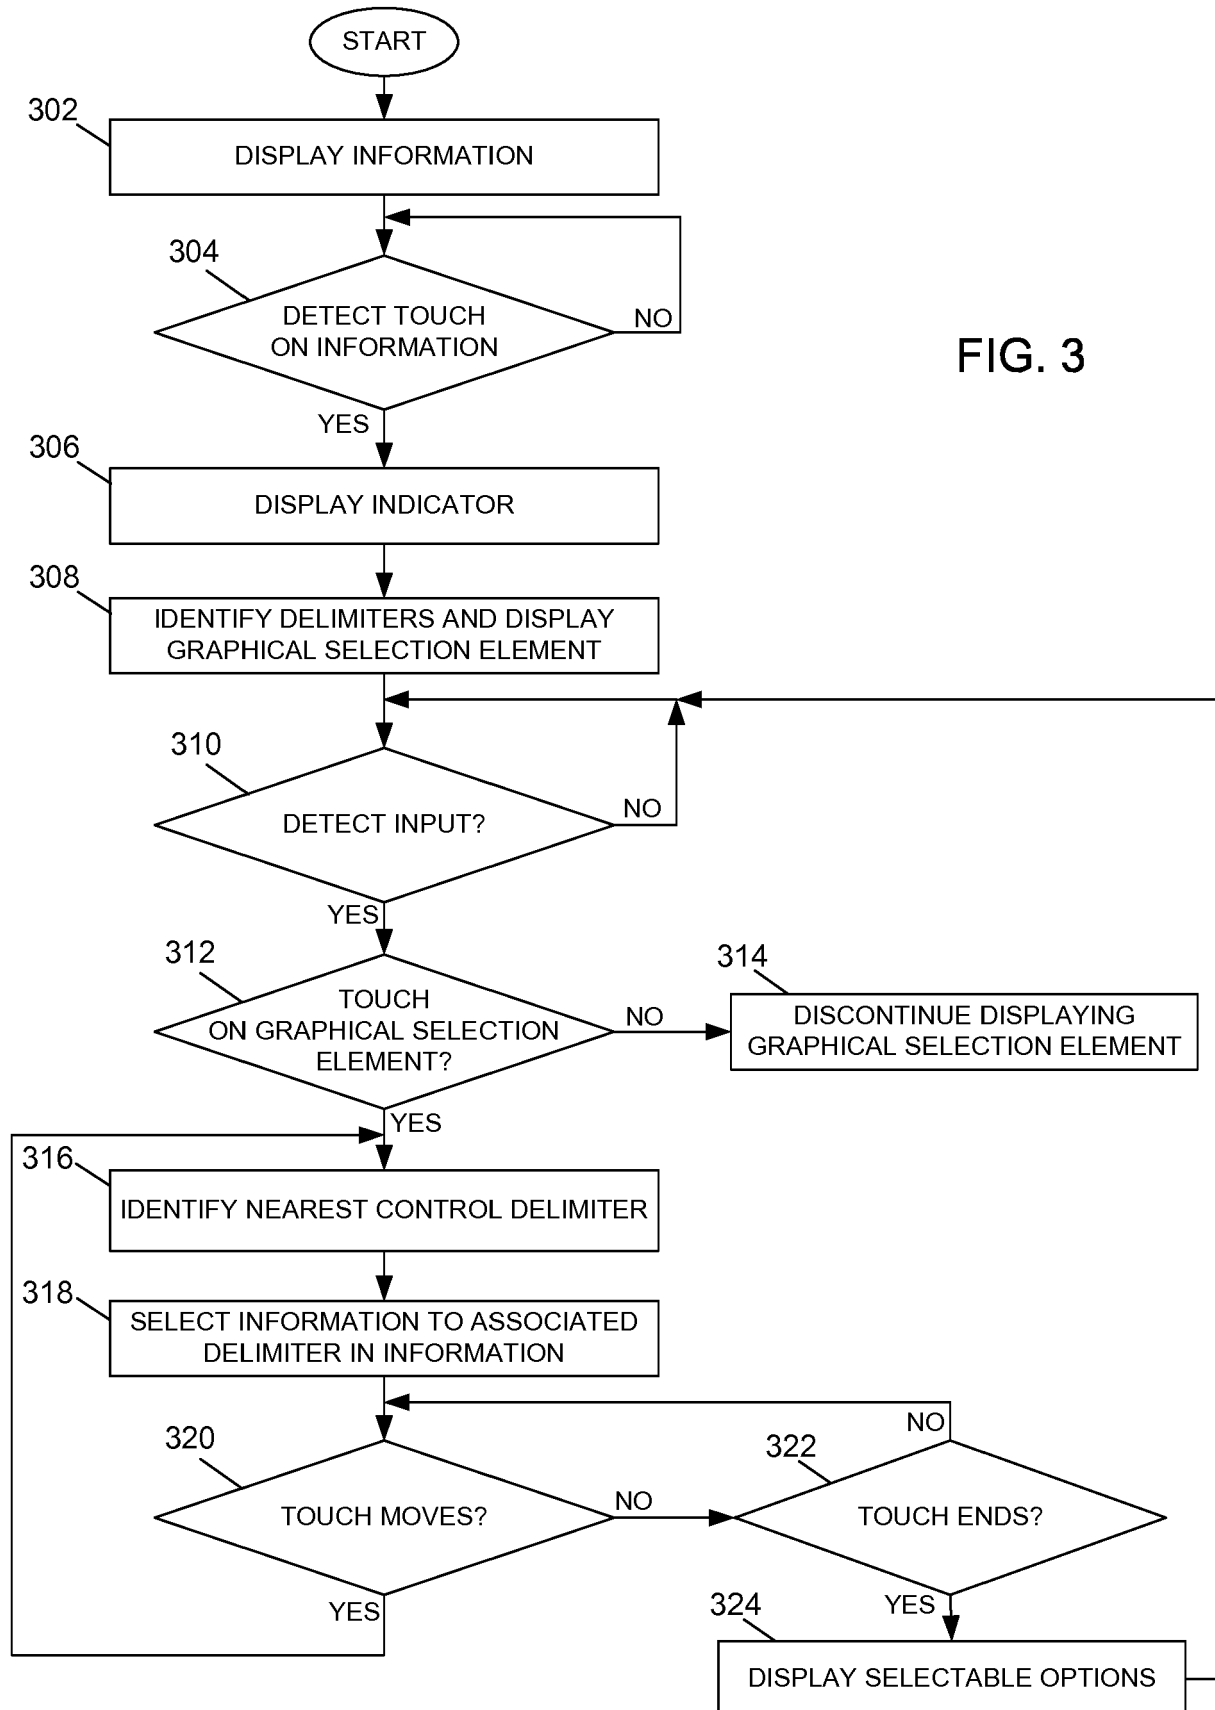 START
302
DISPLAY INFORMATION
304
DETECT TOUCH
ON INFORMATION
NO
FIG. 3
YES
306
DISPLAY INDICATOR
308
IDENTIFY DELIMITERS AND DISPLAY
GRAPHICAL SELECTION ELEMENT
310
DETECT INPUT?
NO
YES
312
TOUCH
ON GRAPHICAL SELECTION
ELEMENT?
NO
314
DISCONTINUE DISPLAYING
GRAPHICAL SELECTION ELEMENT
YES
316
IDENTIFY NEAREST CONTROL DELIMITER
318
SELECT INFORMATION TO ASSOCIATED
DELIMITER IN INFORMATION
320
TOUCH MOVES?
NO
YES
322
NO
TOUCH ENDS?
YES
324
DISPLAY SELECTABLE OPTIONS